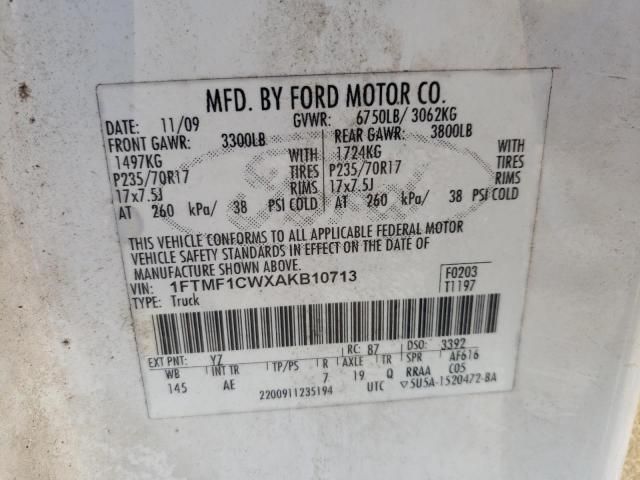 MFD. BY FORD MOTOR CO.
DATE: 11/09 GVWR: 6750LB/ 3062KG
FRONT GAWR: 3300LB REAR GAWR: 3800LB
1497KG WITH 1724KG WITH
P235/70R17 TIRES P235/70R17 TIRES
17x7.5J RIMS 17x7.5J RIMS
AT 260 kPa/ 38 PSI COLD AT 260 kPa/ 38 PSI COLD
THIS VEHICLE CONFORMS TO ALL APPLICABLE FEDERAL MOTOR
VEHICLE SAFETY STANDARDS IN EFFECT ON THE DATE OF
MANUFACTURE SHOWN ABOVE.
VIN: 1FTMF1CWXAKB10713 F0203
TYPE: Truck T1197
EXT PNT: YZ RC: 87 DSO: 3392
WB INT TR TP/PS R AXLE TR SPR AF616
145 AE 7 19 Q RRAA C05
2200911235194 UTC ▽5U5A-1520472-BA